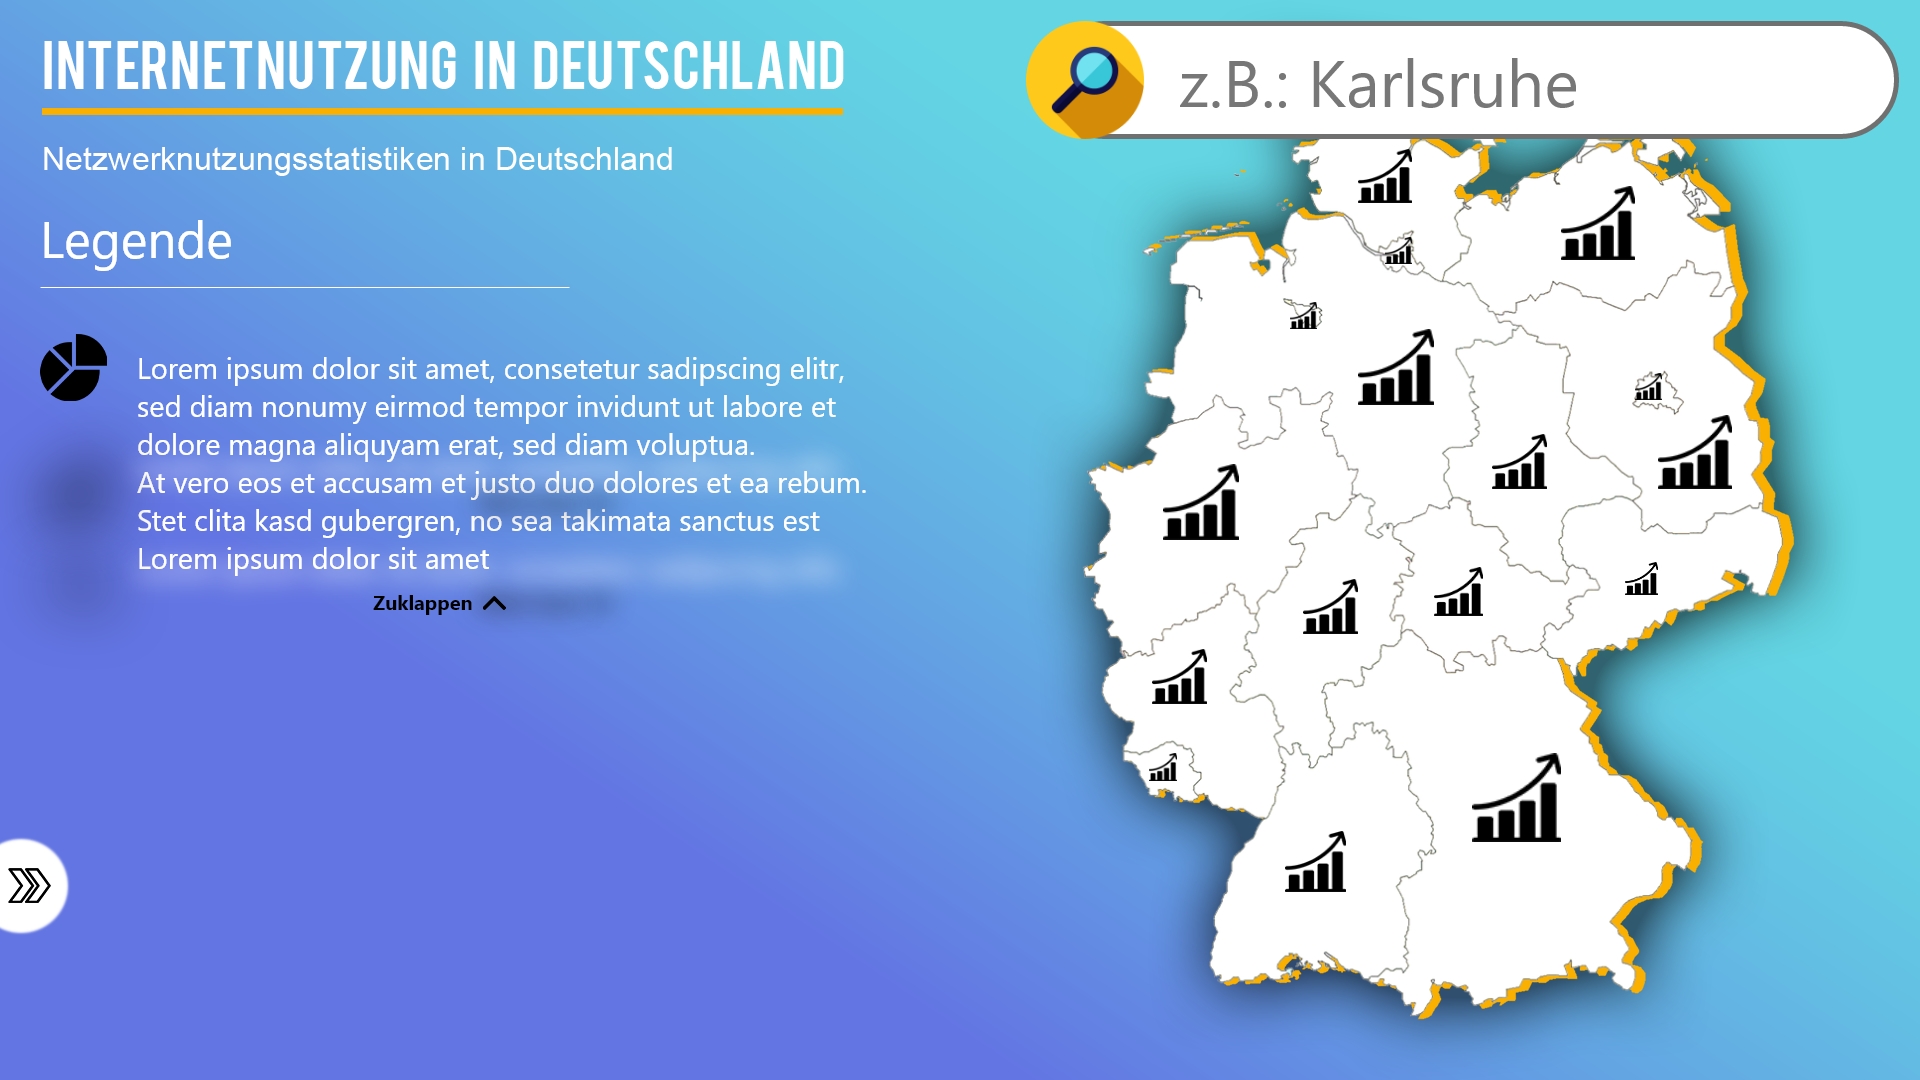 INTERNETNUTZUNG IN DEUTSCHLAND
z.B.: Karlsruhe
Netzwerknutzungsstatistiken in Deutschland
Legende
Lorem ipsum dolor sit amet, consetetur sadipscing elitr,
sed diam nonumy eirmod tempor invidunt ut labore et
dolore magna aliquyam erat, sed diam voluptua.
At vero eos et accusam et justo duo dolores et ea rebum.
Stet clita kasd gubergren, no sea takimata sanctus est
Lorem ipsum dolor sit amet
Zuklappen